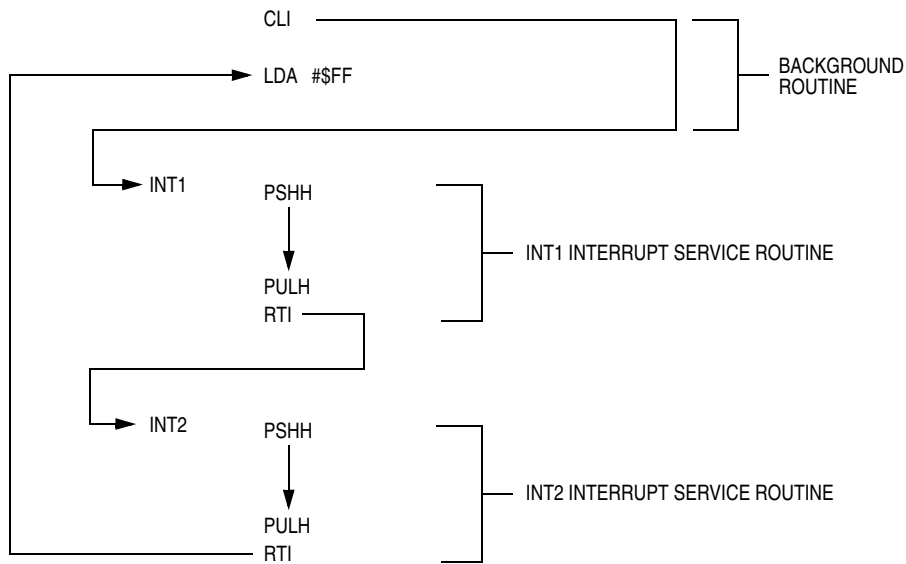 CLI
LDA #$FF
BACKGROUND
ROUTINE
INT1
PSHH
INT1 INTERRUPT SERVICE ROUTINE
PULH
RTI
INT2
PSHH
INT2 INTERRUPT SERVICE ROUTINE
PULH
RTI